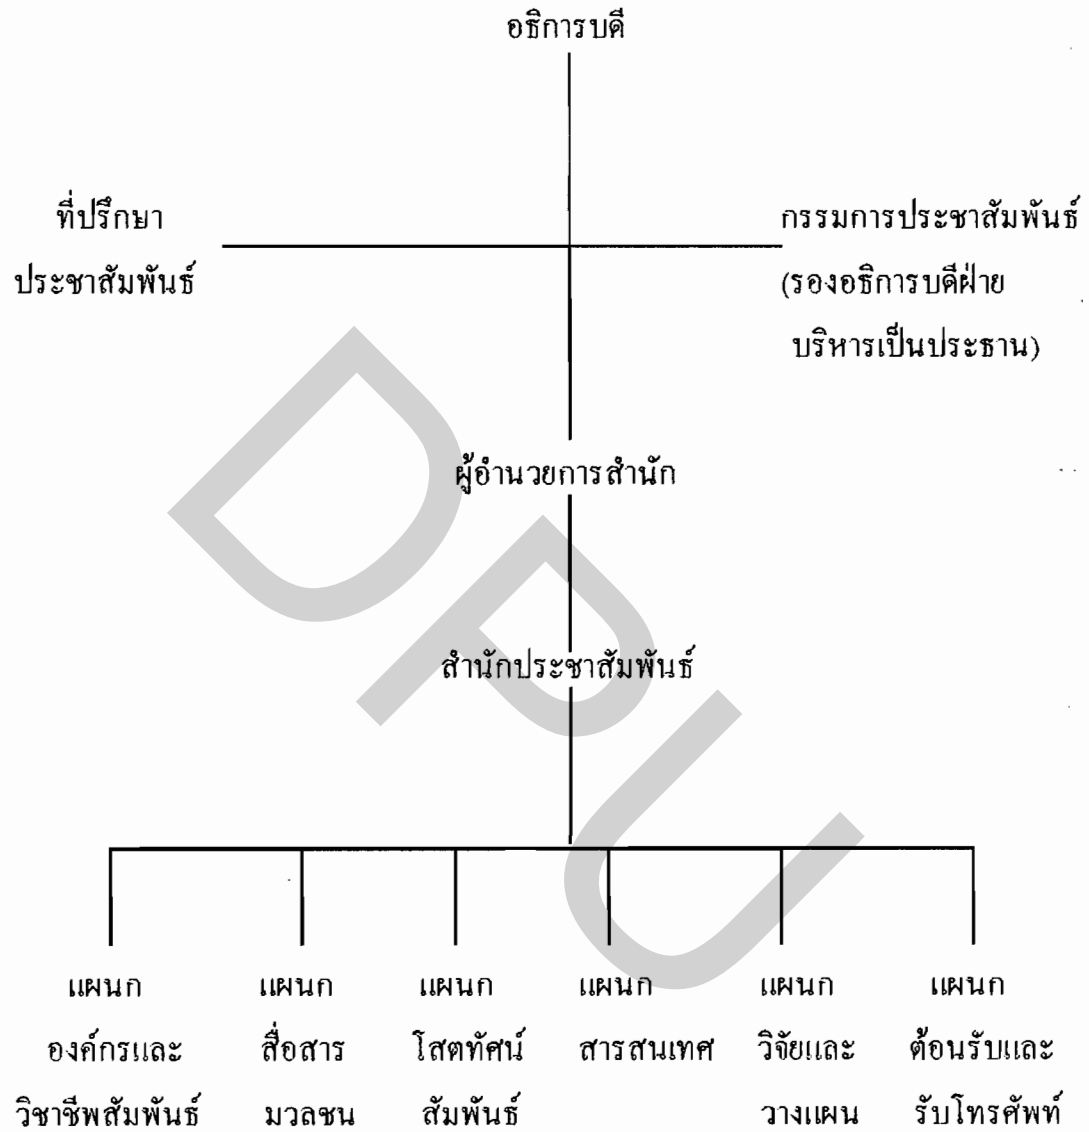 อธิการบดี
ที่ปรึกษา
ประชาสัมพันธ์
กรรมการประชาสัมพันธ์
(รองอธิการบดีฝ่าย
บริหารเป็นประธาน)
ผู้อำนวยการสำนัก
สำนักประชาสัมพันธ์
แผนก
องค์กรและ
วิชาชีพสัมพันธ์
แผนก
สื่อสาร
มวลชน
แผนก
โสตทัศน์
สัมพันธ์
แผนก
สารสนเทศ
แผนก
วิจัยและ
วางแผน
แผนก
ต้อนรับและ
รับโทรศัพท์
DPU